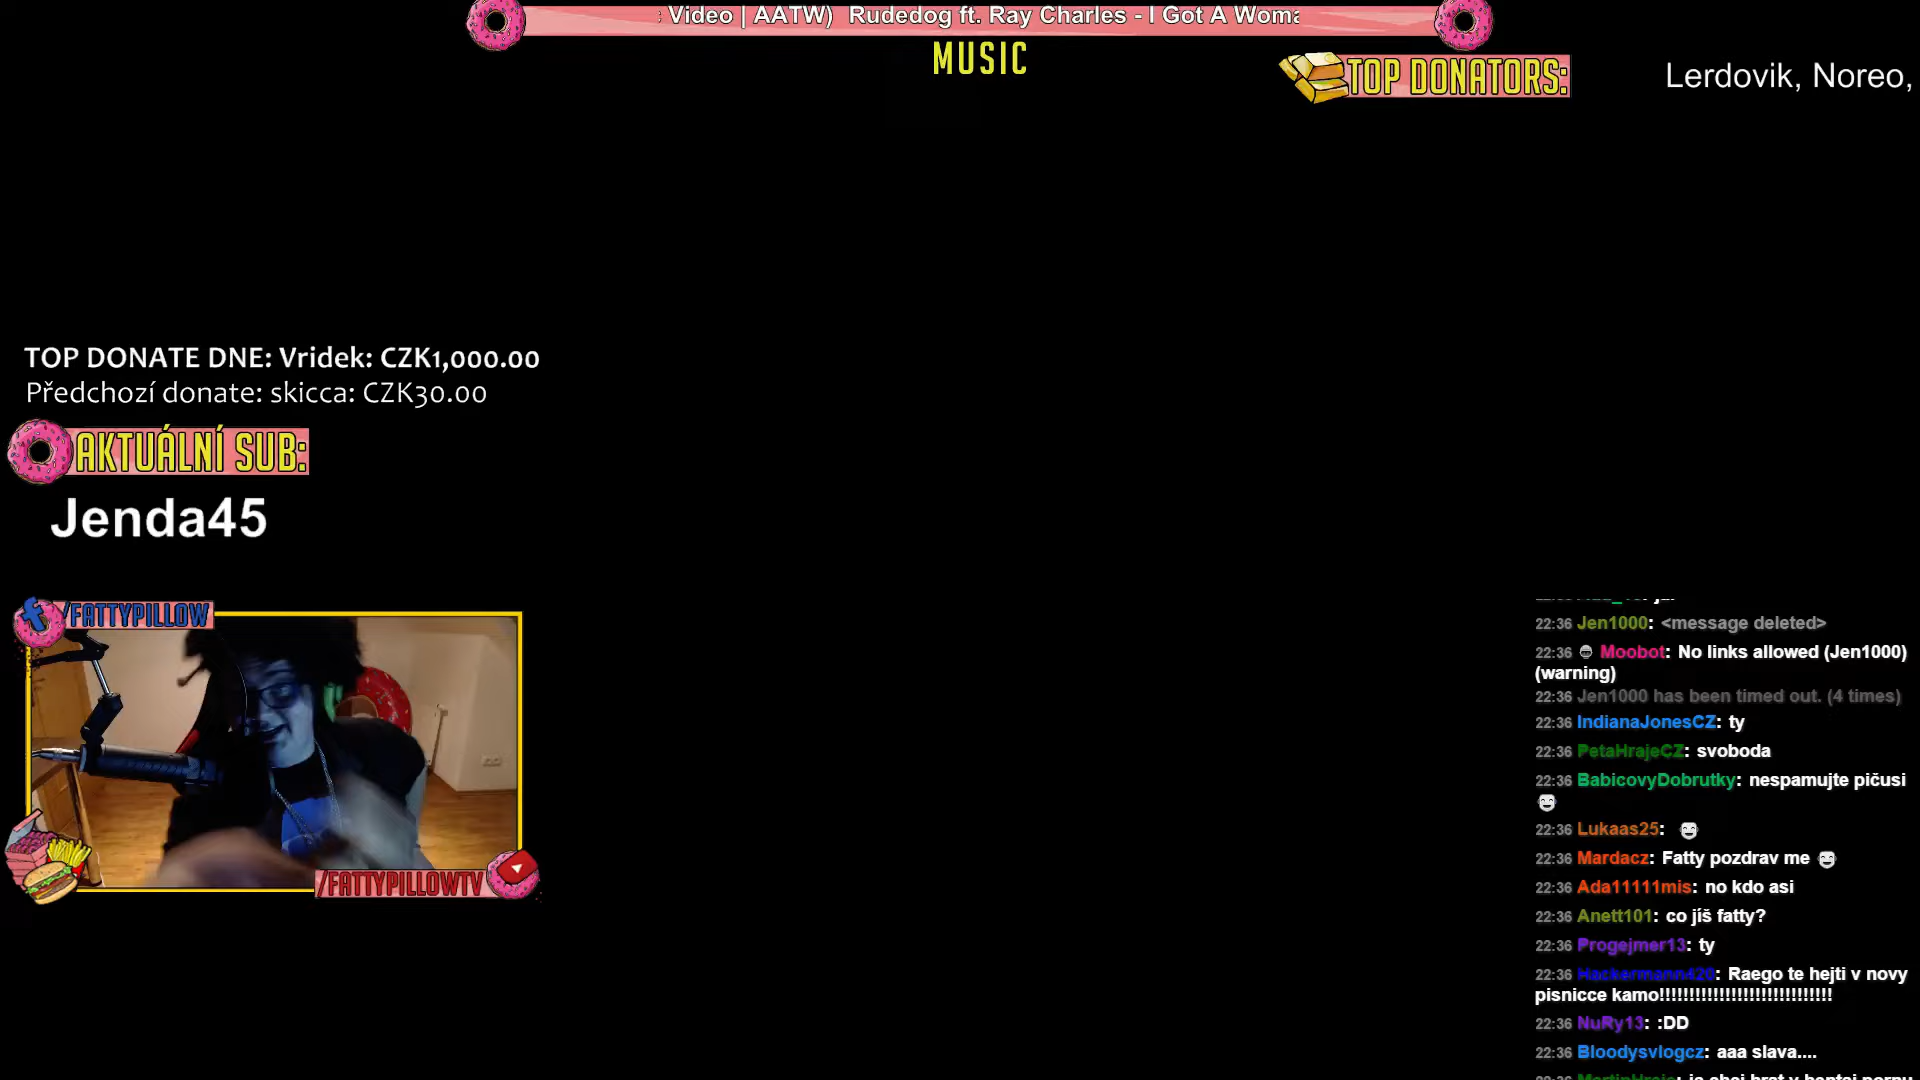 : Video | AATW) Rudedog ft. Ray Charles - I Got A Woma
MUSIC
TOP DONATORS:
Lerdovik, Noreo,
TOP DONATE DNE: Vridek: CZK1,000.00
Předchozí donate: skicca: CZK30.00
AKTUÁLNÍ SUB:
Jenda45
/FATTYPILLOW
/FATTYPILLOWTV
22:36 Jen1000: <message deleted>
22:36 Moobot: No links allowed (Jen1000)
(warning)
22:36 Jen1000 has been timed out. (4 times)
22:36 IndianaJonesCZ: ty
22:36 PetaHrajeCZ: svoboda
22:36 BabicovyDobrutky: nespamujte pičusi
22:36 Lukaas25:
22:36 Mardacz: Fatty pozdrav me
22:36 Ada11111mis: no kdo asi
22:36 Anett101: co jíš fatty?
22:36 Progejmer13: ty
22:36 Hackermann420: Raego te hejti v novy
pisnicce kamo!!!!!!!!!!!!!!!!!!!!!!!!!!!!!
22:36 NuRy13: :DD
22:36 Bloodysvlogcz: aaa slava....